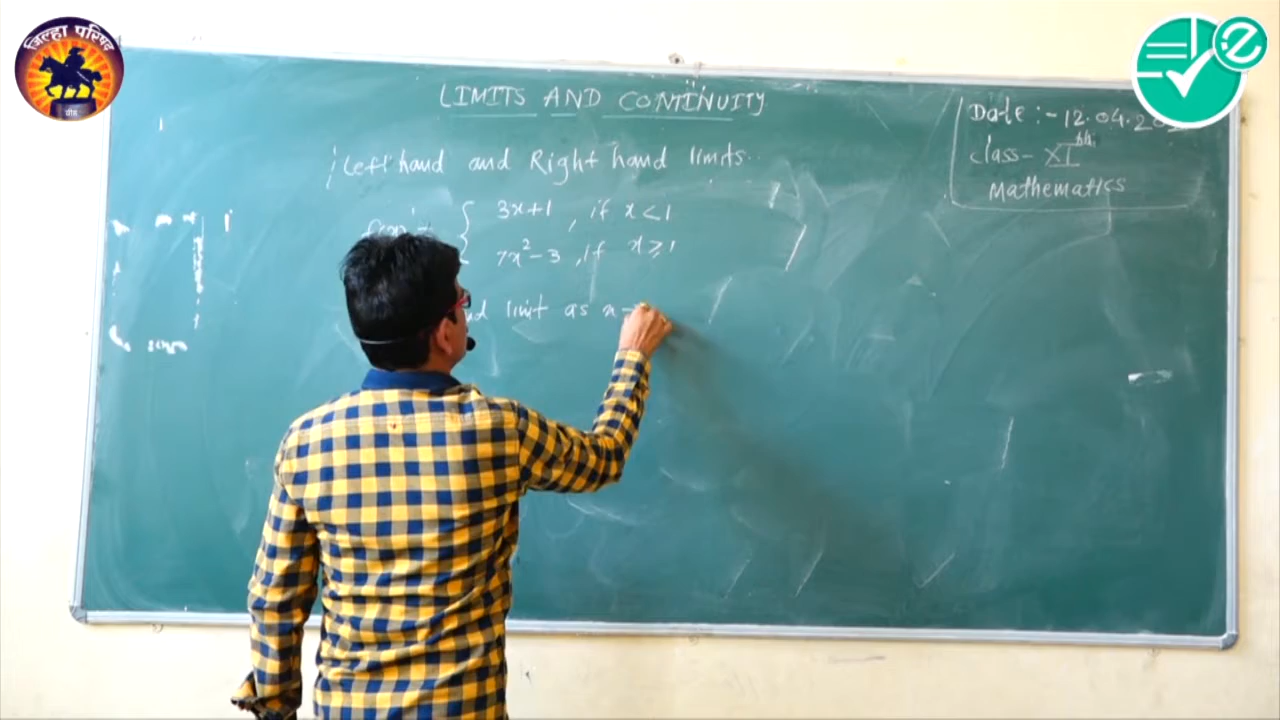 जिल्हा परिषद
बीड
LIMITS AND CONTINUITY
Date :- 12.04.20
class- XI th
Mathematics
Left hand and Right hand limits.
f(x) = { 3x+1 , if x < 1
7x² - 3 , if x ≥ 1
limit as x